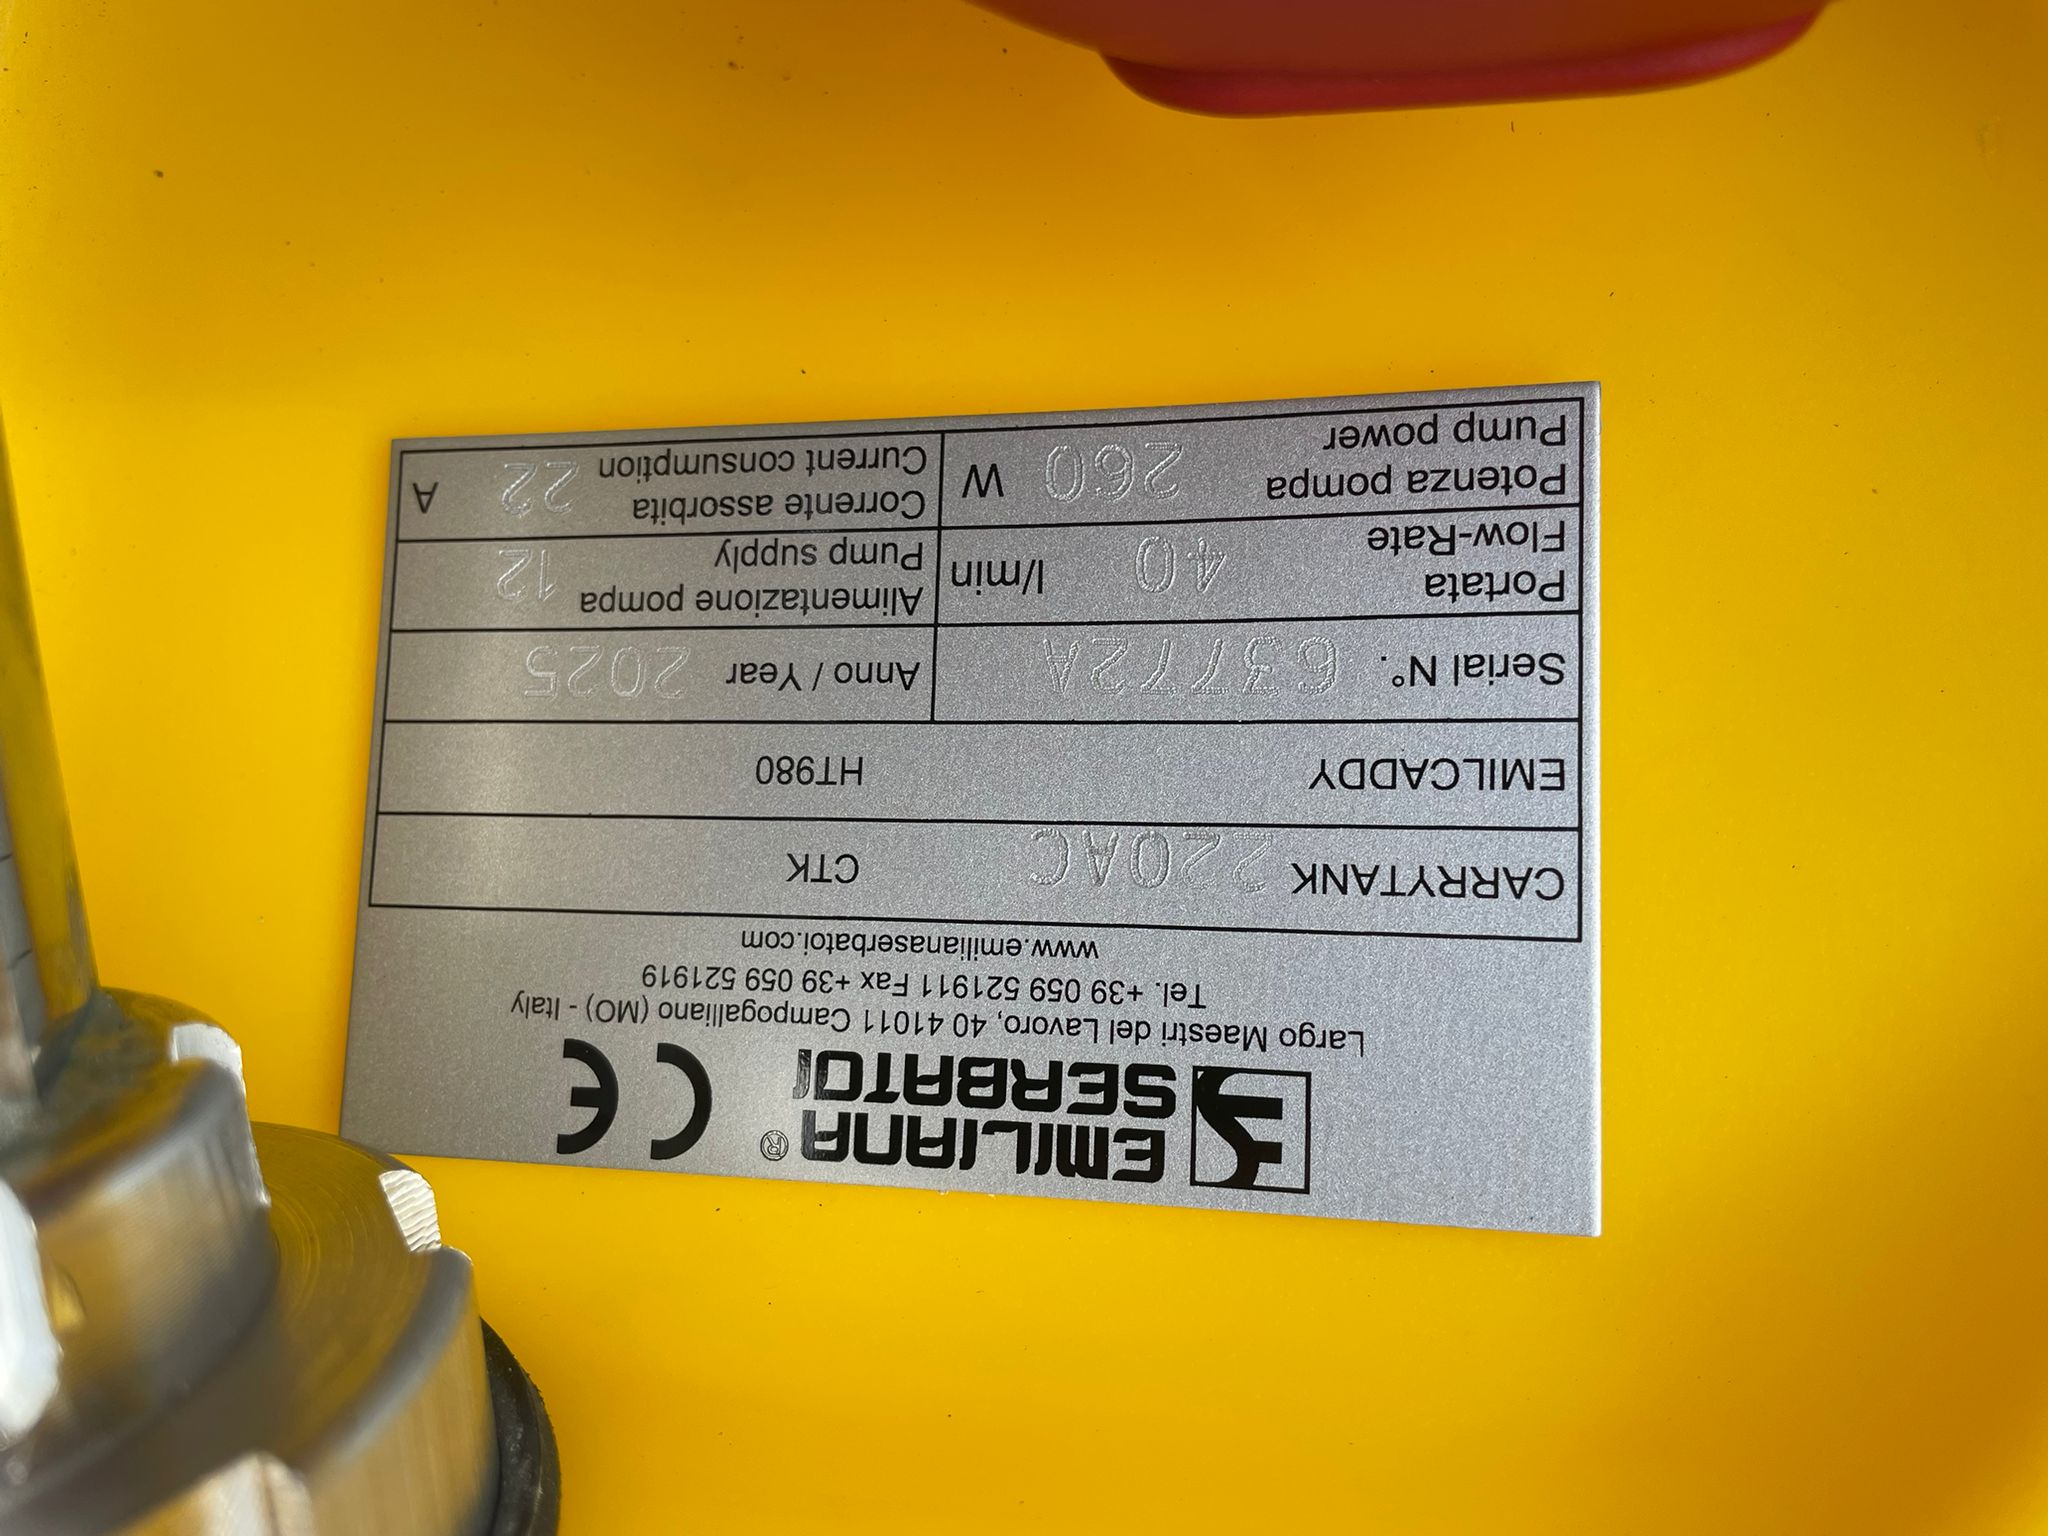 EMILIANA ®
SERBATOI
CE
Largo Maestri del Lavoro, 40 41011 Campogalliano (MO) - Italy
Tel. +39 059 521911 Fax +39 059 521919
www.emilianaserbatoi.com
CARRYTANK 220AC CTK
EMILCADDY HT980
Serial N°. 63772A Anno / Year 2025
Portata
Flow-Rate 40 l/min
Alimentazione pompa
Pump supply 12
Potenza pompa
Pump power 260 W
Corrente assorbita
Current consumption 22 A